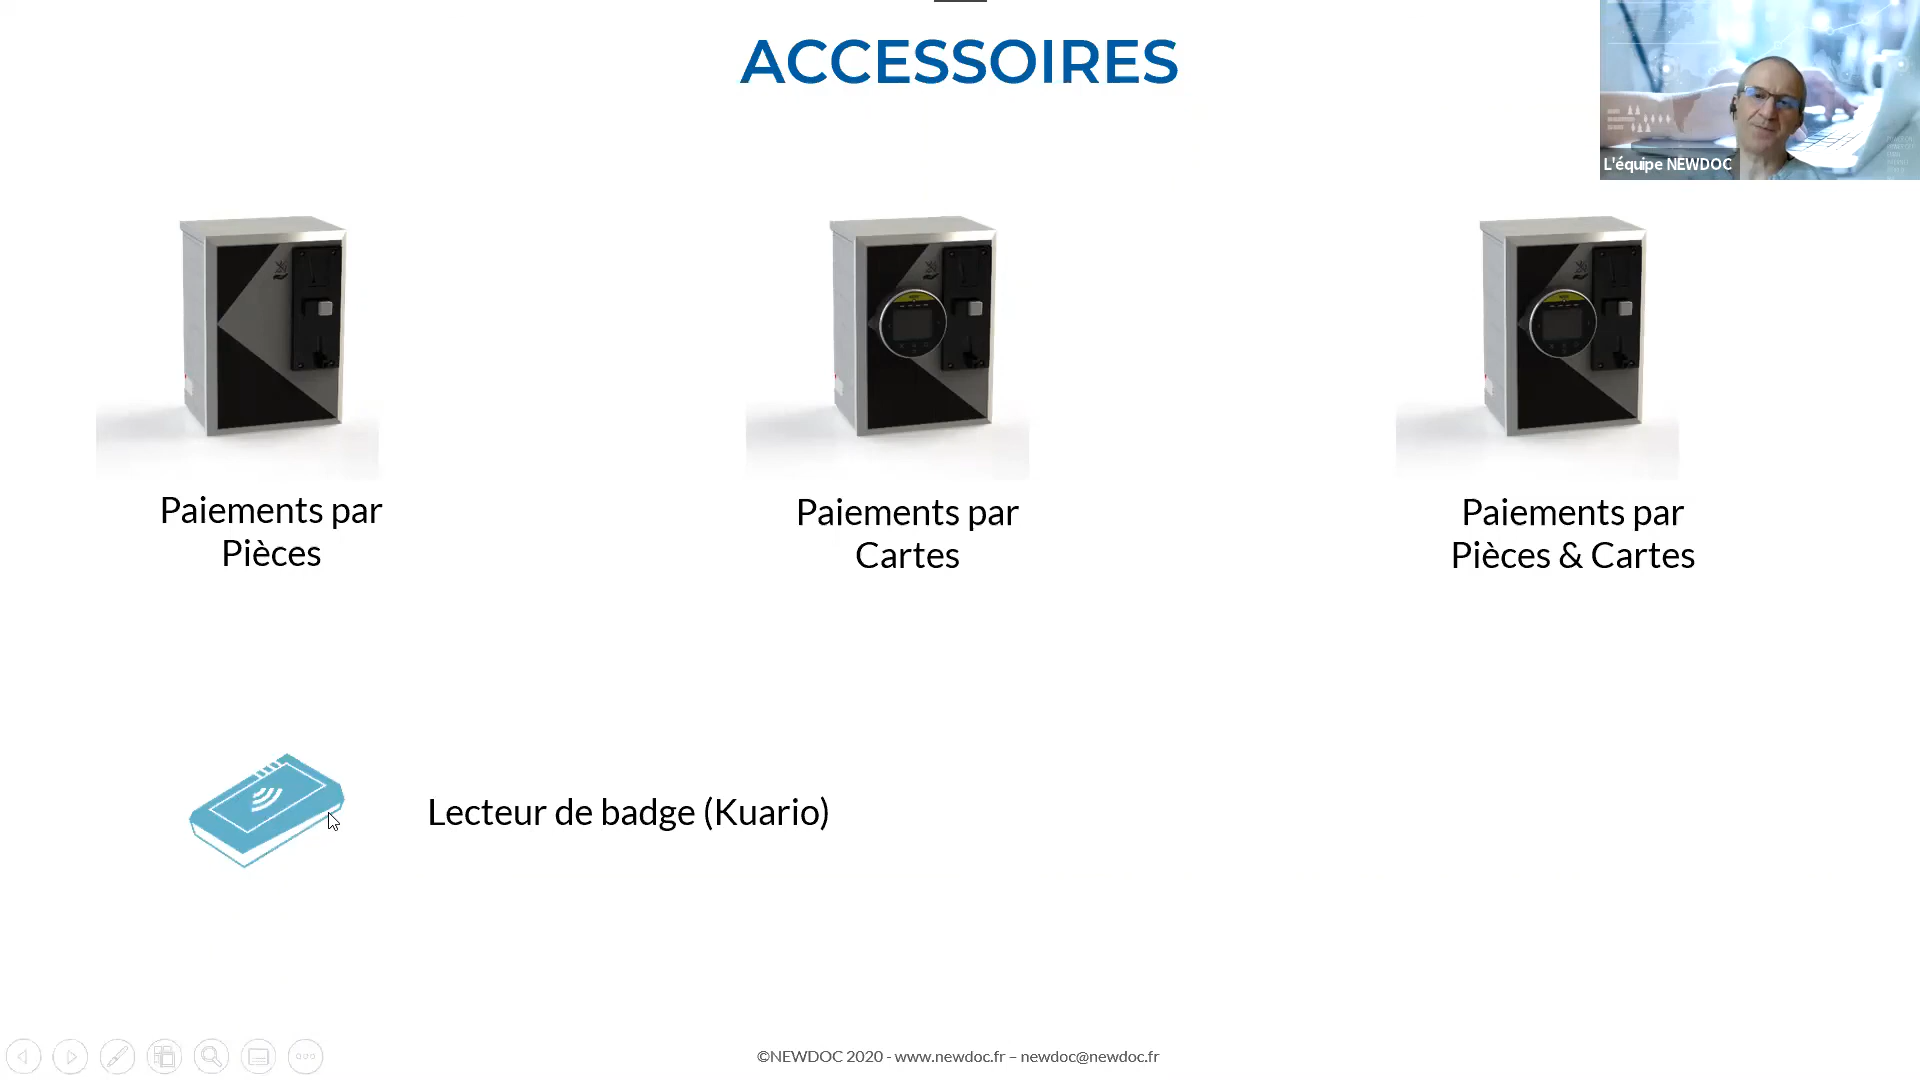 ACCESSOIRES
L'équipe NEWDOC
Paiements par
Pièces
Paiements par
Cartes
Paiements par
Pièces & Cartes
Lecteur de badge (Kuario)
©NEWDOC 2020 - www.newdoc.fr – newdoc@newdoc.fr